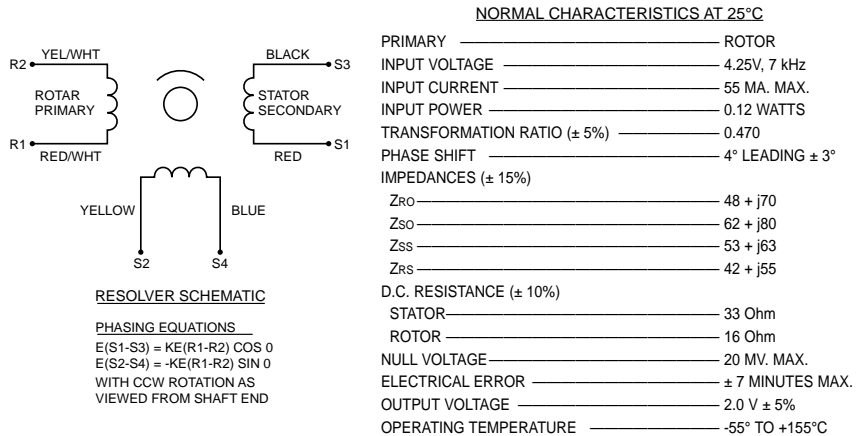 NORMAL CHARACTERISTICS AT 25°C
R2
YEL/WHT
BLACK
S3
ROTAR
PRIMARY
STATOR
SECONDARY
R1
RED/WHT
RED
S1
YELLOW
BLUE
S2
S4
RESOLVER SCHEMATIC
PHASING EQUATIONS
E(S1-S3) = KE(R1-R2) COS 0
E(S2-S4) = -KE(R1-R2) SIN 0
WITH CCW ROTATION AS
VIEWED FROM SHAFT END
PRIMARY ROTOR
INPUT VOLTAGE 4.25V, 7 kHz
INPUT CURRENT 55 MA. MAX.
INPUT POWER 0.12 WATTS
TRANSFORMATION RATIO (± 5%) 0.470
PHASE SHIFT 4° LEADING ± 3°
IMPEDANCES (± 15%)
ZRO 48 + j70
ZSO 62 + j80
ZSS 53 + j63
ZRS 42 + j55
D.C. RESISTANCE (± 10%)
STATOR 33 Ohm
ROTOR 16 Ohm
NULL VOLTAGE 20 MV. MAX.
ELECTRICAL ERROR ± 7 MINUTES MAX.
OUTPUT VOLTAGE 2.0 V ± 5%
OPERATING TEMPERATURE -55° TO +155°C